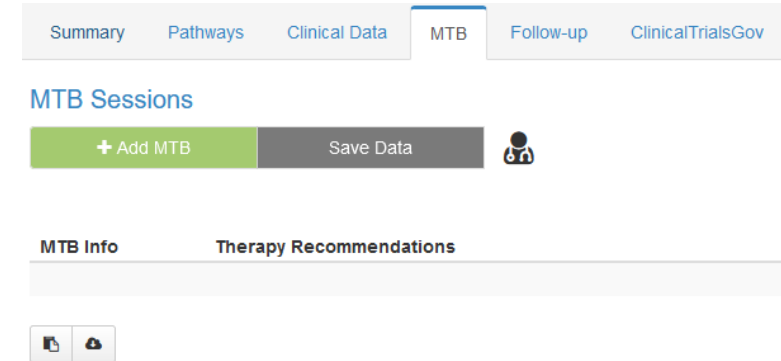 Summary Pathways Clinical Data MTB Follow-up ClinicalTrialsGov
MTB Sessions
+ Add MTB Save Data
MTB Info Therapy Recommendations